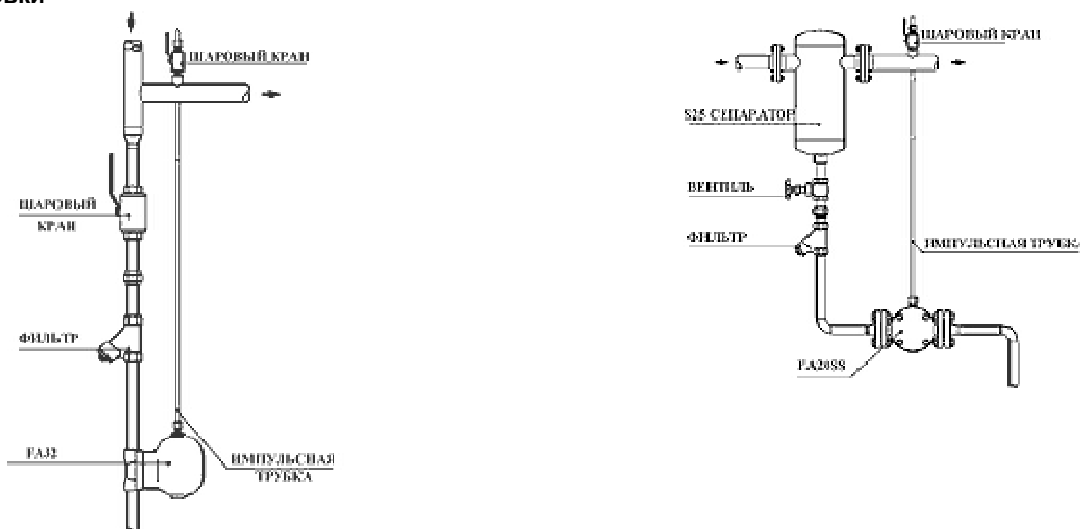 ШАРОВЫЙ КРАН
ШАРОВЫЙ
КРАН
ФИЛЬТР
FA32
ИМПУЛЬСНАЯ
ТРУБКА
ШАРОВЫЙ КРАН
S25 СЕПАРАТОР
ВЕНТИЛЬ
ФИЛЬТР
ИМПУЛЬСНАЯ ТРУБКА
FA20SS